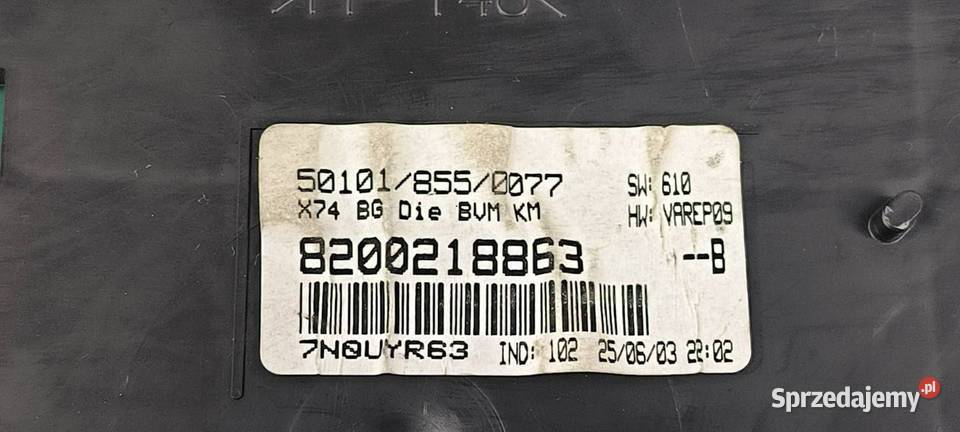 50101/855/0077 SW: 610
X74 BG Die BVM KM HW: VAREP09
8200218863 --B
7N0UYR63 IND: 102 25/06/03 22:02
Sprzedajemy.pl